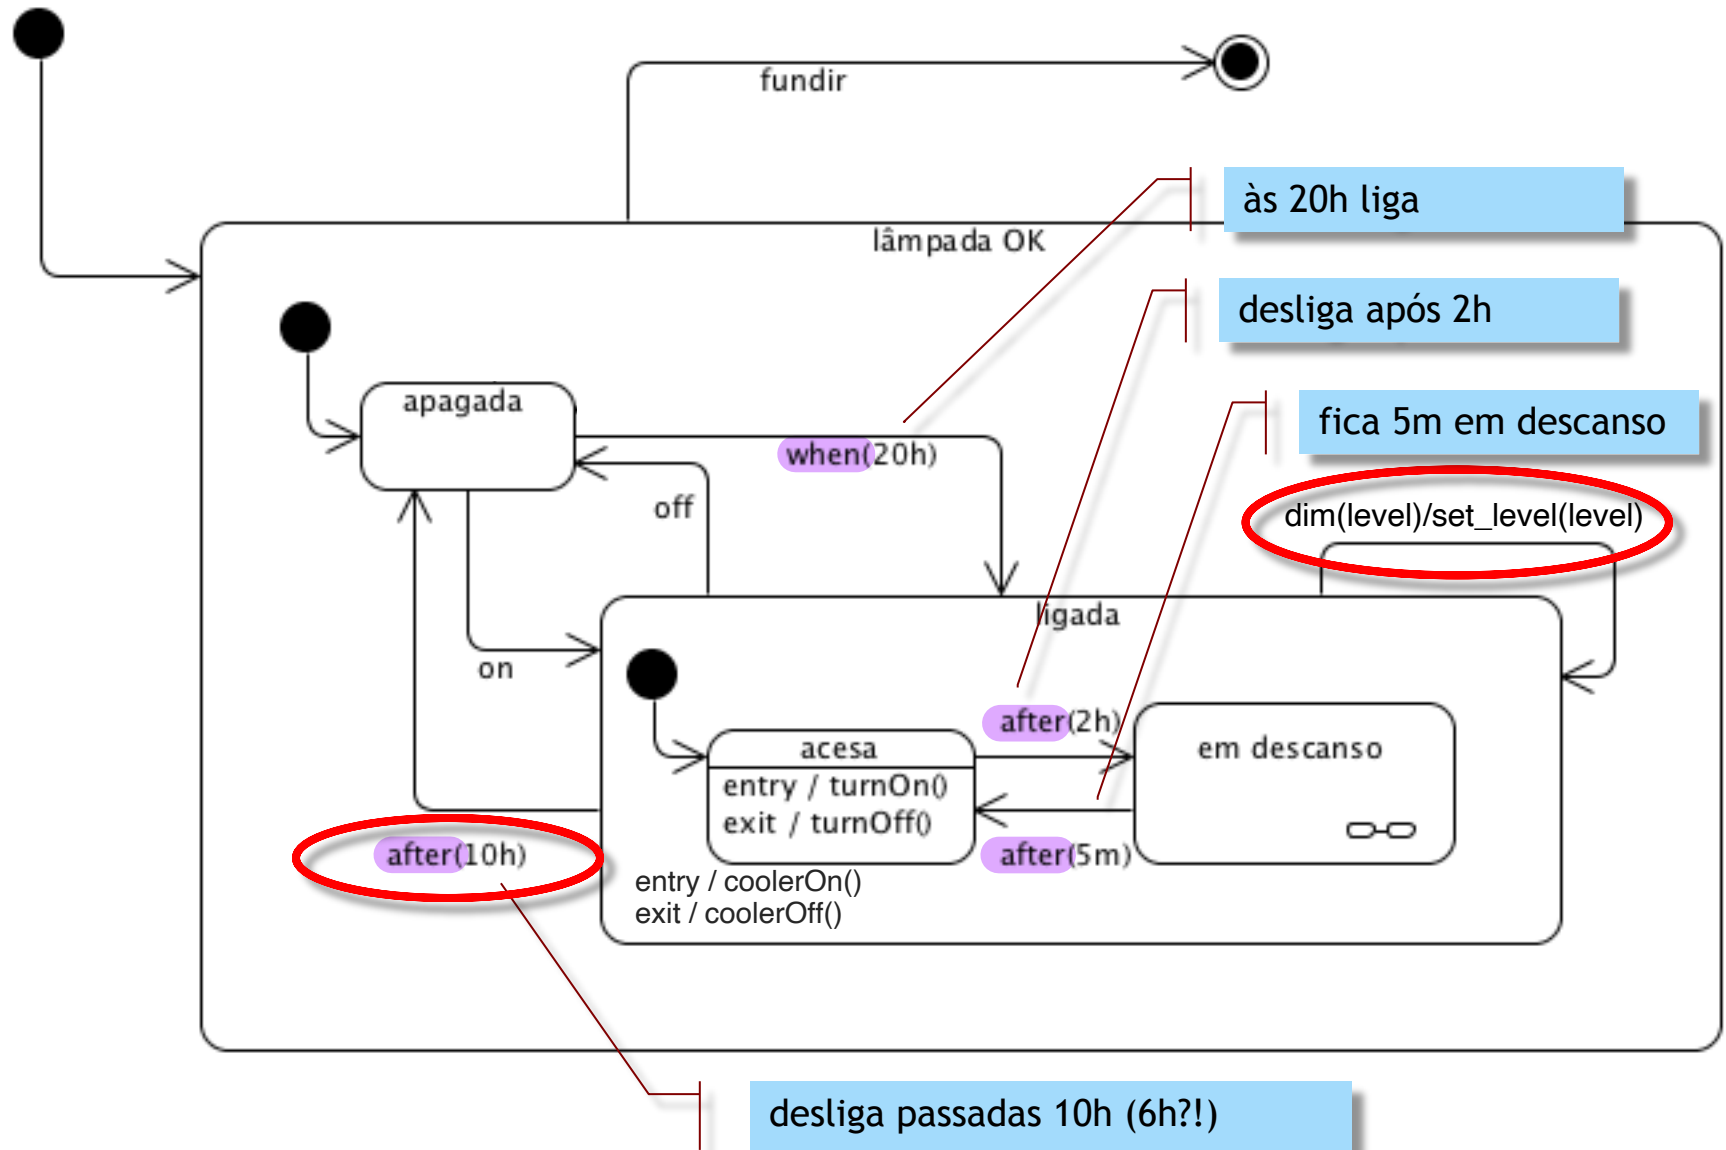 fundir
às 20h liga
lâmpada OK
desliga após 2h
apagada
fica 5m em descanso
when(20h)
off
dim(level)/set_level(level)
ligada
on
after(2h)
acesa
em descanso
entry / turnOn()
exit / turnOff()
after(10h)
after(5m)
entry / coolerOn()
exit / coolerOff()
desliga passadas 10h (6h?!)